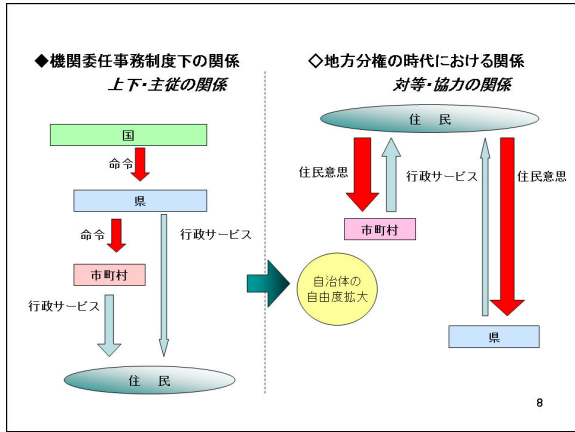 ◆機関委任事務制度下の関係
上下・主従の関係
国
命令
県
命令
行政サービス
市町村
行政サービス
住 民
◇地方分権の時代における関係
対等・協力の関係
住 民
住民意思
行政サービス
住民意思
市町村
自治体の
自由度拡大
県
8